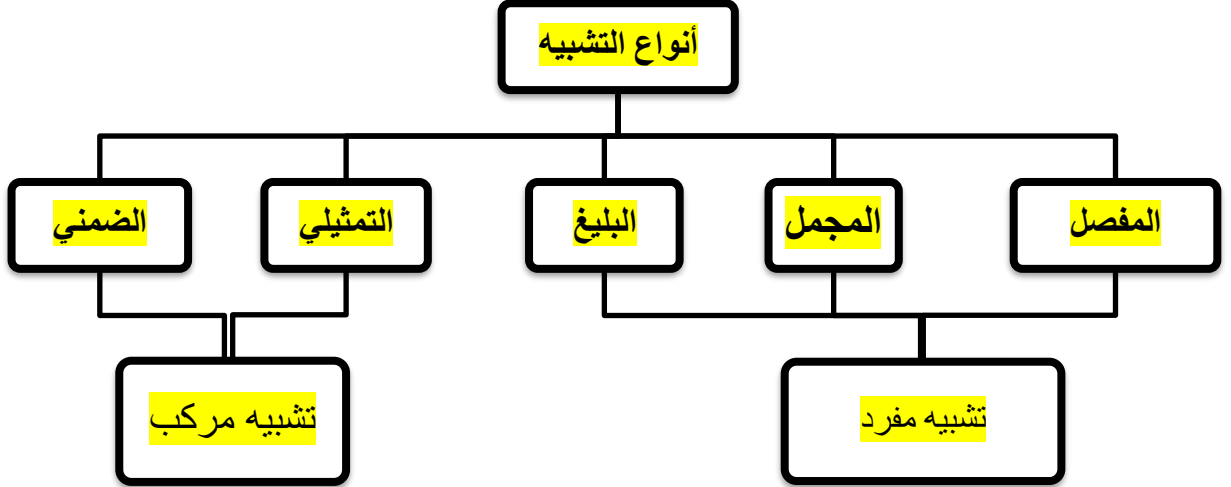 أنواع التشبيه
المفصل
المجمل
البليغ
التمثيلي
الضمني
تشبيه مفرد
تشبيه مركب